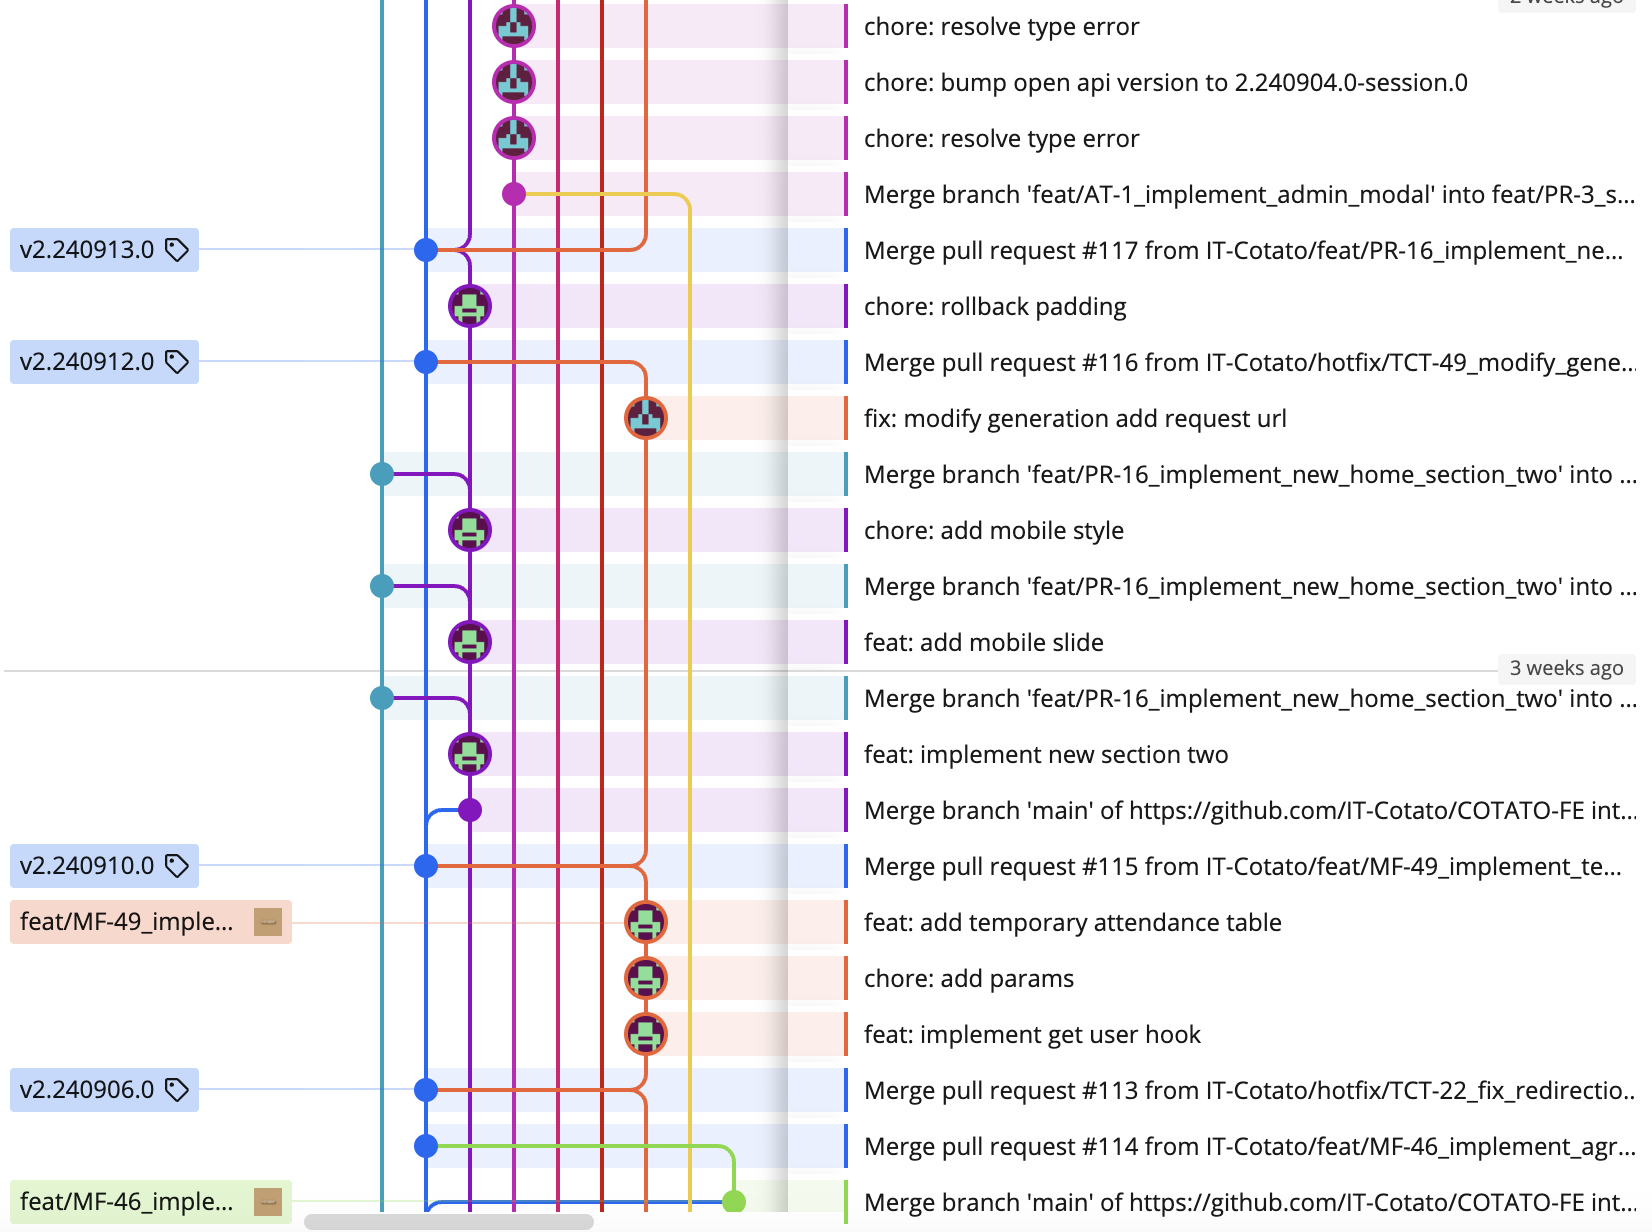 2 weeks ago
chore: resolve type error
chore: bump open api version to 2.240904.0-session.0
chore: resolve type error
Merge branch 'feat/AT-1_implement_admin_modal' into feat/PR-3_s...
v2.240913.0 Merge pull request #117 from IT-Cotato/feat/PR-16_implement_ne...
chore: rollback padding
v2.240912.0 Merge pull request #116 from IT-Cotato/hotfix/TCT-49_modify_gene...
fix: modify generation add request url
Merge branch 'feat/PR-16_implement_new_home_section_two' into ...
chore: add mobile style
Merge branch 'feat/PR-16_implement_new_home_section_two' into ...
feat: add mobile slide
3 weeks ago
Merge branch 'feat/PR-16_implement_new_home_section_two' into ...
feat: implement new section two
Merge branch 'main' of https://github.com/IT-Cotato/COTATO-FE int...
v2.240910.0 Merge pull request #115 from IT-Cotato/feat/MF-49_implement_te...
feat/MF-49_imple... feat: add temporary attendance table
chore: add params
feat: implement get user hook
v2.240906.0 Merge pull request #113 from IT-Cotato/hotfix/TCT-22_fix_redirectio...
Merge pull request #114 from IT-Cotato/feat/MF-46_implement_agr...
feat/MF-46_imple... Merge branch 'main' of https://github.com/IT-Cotato/COTATO-FE int...